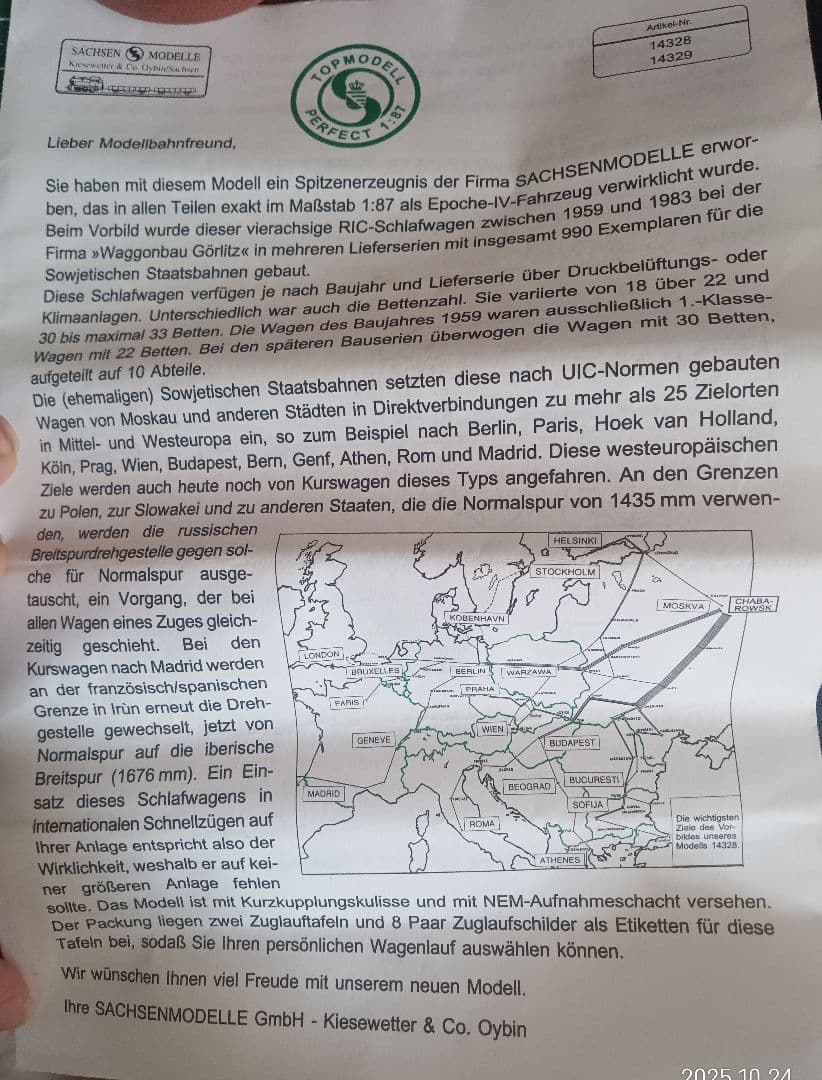 SACHSEN S MODELLE
Kiesewetter & Co. Oybin/Sachsen
TOPMODELL
S
PERFECT 1:87
Artikel-Nr.
14328
14329
Lieber Modellbahnfreund,
Sie haben mit diesem Modell ein Spitzenerzeugnis der Firma SACHSENMODELLE erwor-
ben, das in allen Teilen exakt im Maßstab 1:87 als Epoche-IV-Fahrzeug verwirklicht wurde.
Beim Vorbild wurde dieser vierachsige RIC-Schlafwagen zwischen 1959 und 1983 bei der
Firma »Waggonbau Görlitz« in mehreren Lieferserien mit insgesamt 990 Exemplaren für die
Sowjetischen Staatsbahnen gebaut.
Diese Schlafwagen verfügen je nach Baujahr und Lieferserie über Druckbelüftungs- oder
Klimaanlagen. Unterschiedlich war auch die Bettenzahl. Sie variierte von 18 über 22 und
30 bis maximal 33 Betten. Die Wagen des Baujahres 1959 waren ausschließlich 1.-Klasse-
Wagen mit 22 Betten. Bei den späteren Bauserien überwogen die Wagen mit 30 Betten,
aufgeteilt auf 10 Abteile.
Die (ehemaligen) Sowjetischen Staatsbahnen setzten diese nach UIC-Normen gebauten
Wagen von Moskau und anderen Städten in Direktverbindungen zu mehr als 25 Zielorten
in Mittel- und Westeuropa ein, so zum Beispiel nach Berlin, Paris, Hoek van Holland,
Köln, Prag, Wien, Budapest, Bern, Genf, Athen, Rom und Madrid. Diese westeuropäischen
Ziele werden auch heute noch von Kurswagen dieses Typs angefahren. An den Grenzen
zu Polen, zur Slowakei und zu anderen Staaten, die die Normalspur von 1435 mm verwen-
den, werden die russischen
Breitspurdrehgestelle gegen sol-
che für Normalspur ausge-
tauscht, ein Vorgang, der bei
allen Wagen eines Zuges gleich-
zeitig geschieht. Bei den
Kurswagen nach Madrid werden
an der französisch/spanischen
Grenze in Irùn erneut die Dreh-
gestelle gewechselt, jetzt von
Normalspur auf die iberische
Breitspur (1676 mm). Ein Ein-
satz dieses Schlafwagens in
internationalen Schnellzügen auf
Ihrer Anlage entspricht also der
Wirklichkeit, weshalb er auf kei-
ner größeren Anlage fehlen
sollte. Das Modell ist mit Kurzkupplungskulisse und mit NEM-Aufnahmeschacht versehen.
Der Packung liegen zwei Zuglauftafeln und 8 Paar Zuglaufschilder als Etiketten für diese
Tafeln bei, sodaß Sie Ihren persönlichen Wagenlauf auswählen können.
Wir wünschen Ihnen viel Freude mit unserem neuen Modell.
Ihre SACHSENMODELLE GmbH - Kiesewetter & Co. Oybin
HELSINKI
STOCKHOLM
MOSKVA
CHABA-
ROWSK
KOBENHAVN
LONDON
BRUXELLES
BERLIN
WARZAWA
PRAHA
PARIS
WIEN
GENEVE
BUDAPEST
MADRID
BEOGRAD
BUCURESTI
SOFIJA
ROMA
ATHENES
Die wichtigsten
Ziele des Vor-
bildes unseres
Modells 14328.
2025.10.24